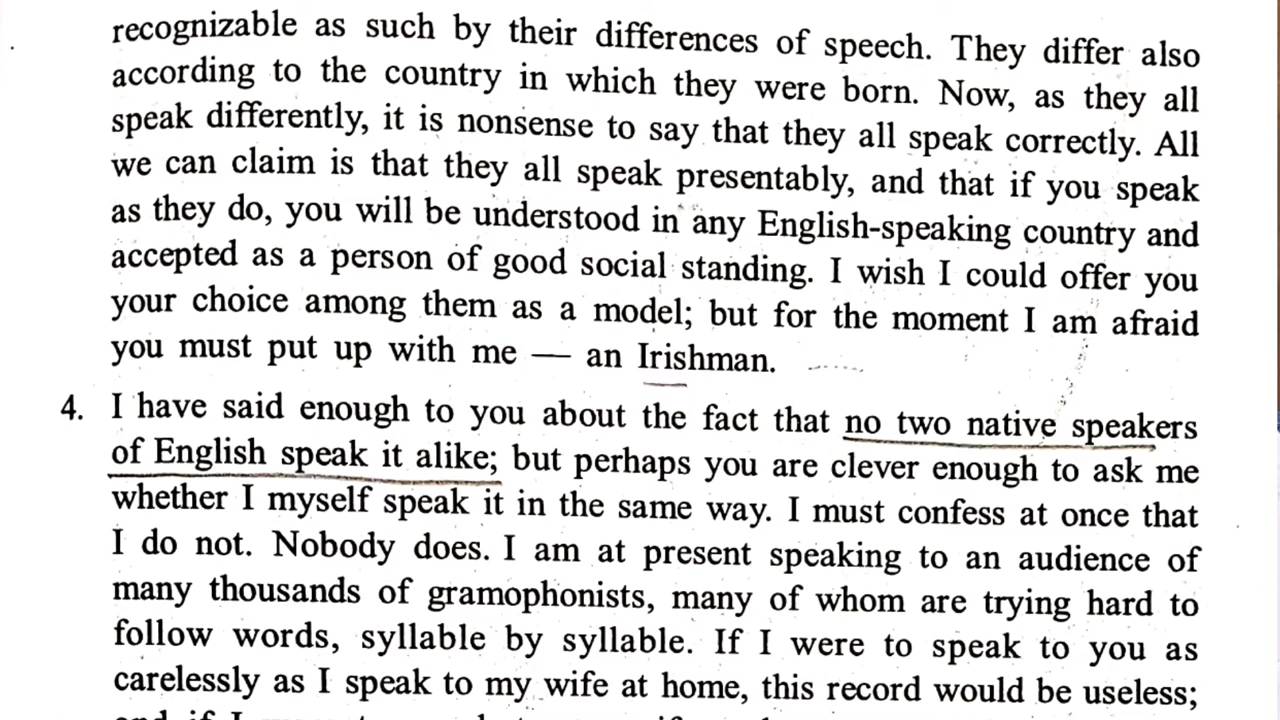 recognizable as such by their differences of speech. They differ also
according to the country in which they were born. Now, as they all
speak differently, it is nonsense to say that they all speak correctly. All
we can claim is that they all speak presentably, and that if you speak
as they do, you will be understood in any English-speaking country and
accepted as a person of good social standing. I wish I could offer you
your choice among them as a model; but for the moment I am afraid
you must put up with me — an Irishman.
4. I have said enough to you about the fact that no two native speakers
of English speak it alike; but perhaps you are clever enough to ask me
whether I myself speak it in the same way. I must confess at once that
I do not. Nobody does. I am at present speaking to an audience of
many thousands of gramophonists, many of whom are trying hard to
follow words, syllable by syllable. If I were to speak to you as
carelessly as I speak to my wife at home, this record would be useless;